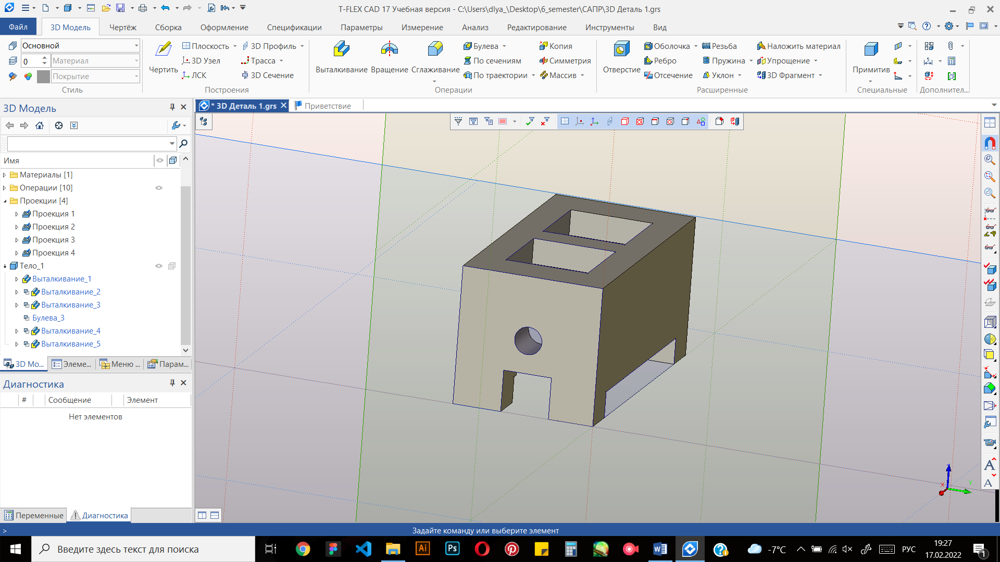 T-FLEX CAD 17 Учебная версия - C:\Users\dlya_\Desktop\6_semester\САПР\3D Деталь 1.grs
Файл
3D Модель
Чертёж
Сборка
Оформление
Спецификации
Параметры
Измерение
Анализ
Редактирование
Инструменты
Вид
Основной
0
Материал
Покрытие
Стиль
Чертить
Плоскость
3D Узел
ЛСК
3D Профиль
Трасса
3D Сечение
Построения
Выталкивание
Вращение
Сглаживание
Булева
По сечениям
По траектории
Копия
Симметрия
Массив
Операции
Отверстие
Оболочка
Ребро
Отсечение
Резьба
Пружина
Уклон
Наложить материал
Упрощение
3D Фрагмент
Расширенные
Примитив
Специальные
Дополнител...
3D Модель
* 3D Деталь 1.grs
Приветствие
Имя
Материалы [1]
Операции [10]
Проекции [4]
Проекция 1
Проекция 2
Проекция 3
Проекция 4
Тело_1
Выталкивание_1
Выталкивание_2
Выталкивание_3
Булева_3
Выталкивание_4
Выталкивание_5
3D Мо...
Элеме...
Меню ...
Парам...
Диагностика
#
Сообщение
Элемент
Нет элементов
Переменные
Диагностика
X
Y
>
Задайте команду или выберите элемент
Введите здесь текст для поиска
Ai
Ps
-7°C
РУС
19:27
17.02.2022
1